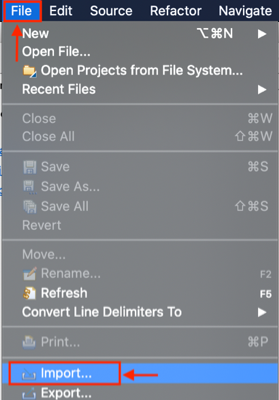 File Edit Source Refactor Navigate
New ⌥⌘N ▶
Open File...
Open Projects from File System...
Recent Files ▶
Close ⌘W
Close All ⇧⌘W
Save ⌘S
Save As...
Save All ⇧⌘S
Revert
Move...
Rename... F2
Refresh F5
Convert Line Delimiters To ▶
Print... ⌘P
Import...
Export...